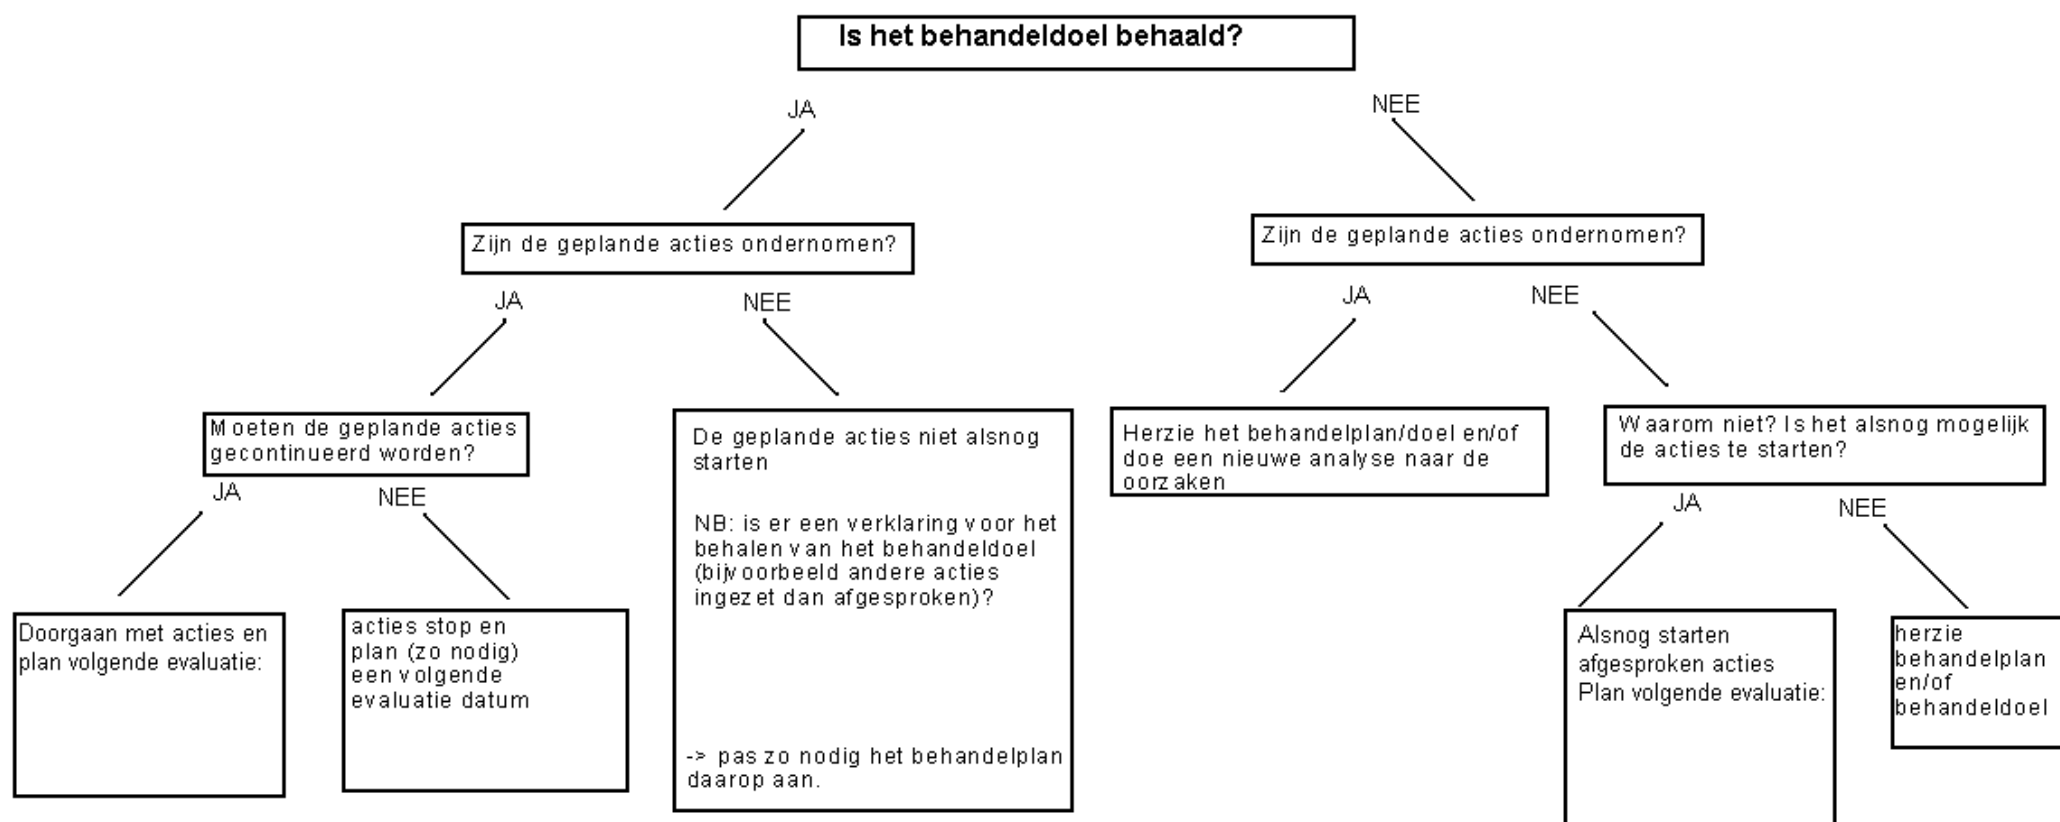 Is het behandeldoel behaald?
JA
NEE
Zijn de geplande acties ondernomen?
Zijn de geplande acties ondernomen?
JA
NEE
JA
NEE
Moeten de geplande acties
gecontinueerd worden?
De geplande acties niet alsnog
starten
NB: is er een verklaring voor het
behalen van het behandeldoel
(bijvoorbeeld andere acties
ingezet dan afgesproken)?
-> pas zo nodig het behandelplan
daarop aan.
Herzie het behandelplan/doel en/of
doe een nieuwe analyse naar de
oorzaken
Waarom niet? Is het alsnog mogelijk
de acties te starten?
JA
NEE
JA
NEE
Doorgaan met acties en
plan volgende evaluatie:
acties stop en
plan (zo nodig)
een volgende
evaluatie datum
Alsnog starten
afgesproken acties
Plan volgende evaluatie:
herzie
behandelplan
en/of
behandeldoel